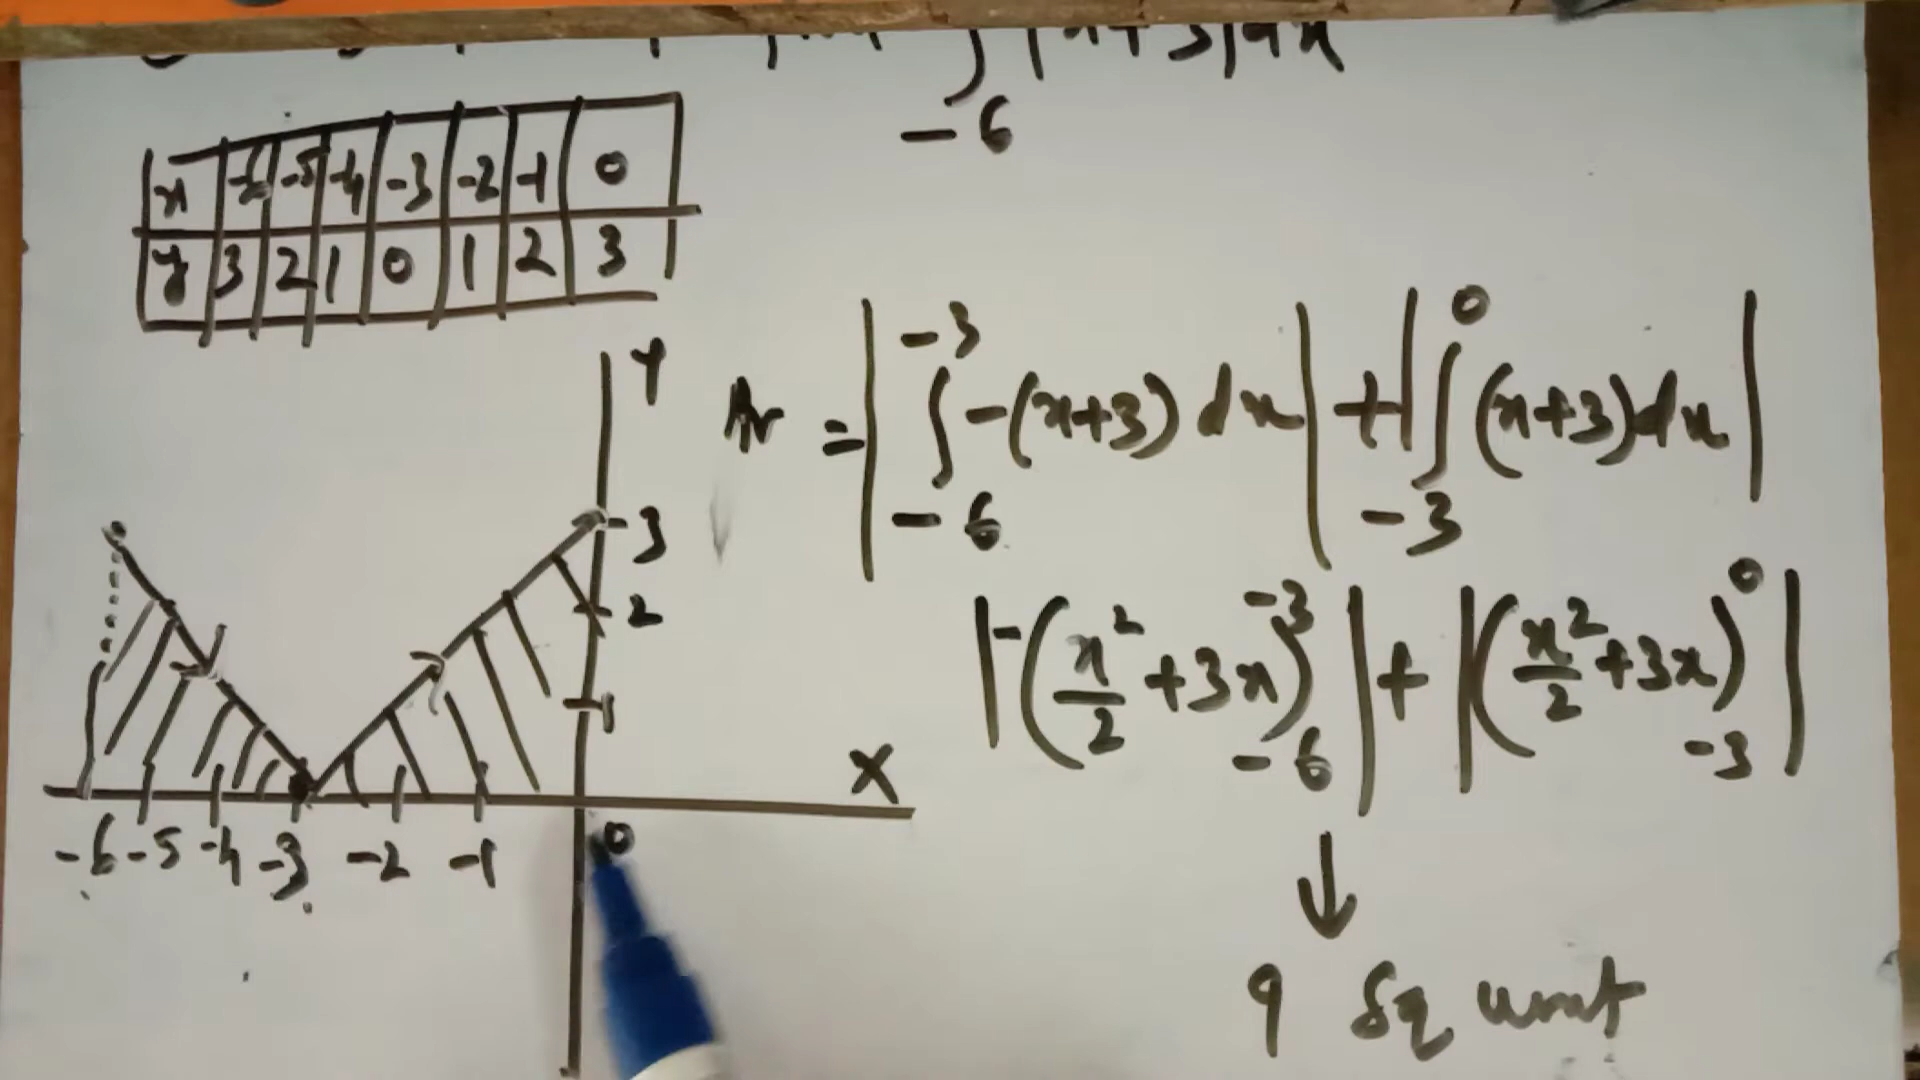 ∫ |x+3|dx
-6
x -6 -5 -4 -3 -2 -1 0
y 3 2 1 0 1 2 3
Y
3
2
1
X
-6 -5 -4 -3 -2 -1 0
Ar = | ∫_{-6}^{-3} -(x+3) dx | + | ∫_{-3}^{0} (x+3)dx |
| -(x²/2 + 3x)_{-6}^{-3} | + | (x²/2 + 3x)_{-3}^{0} |
↓
9 Sq unit